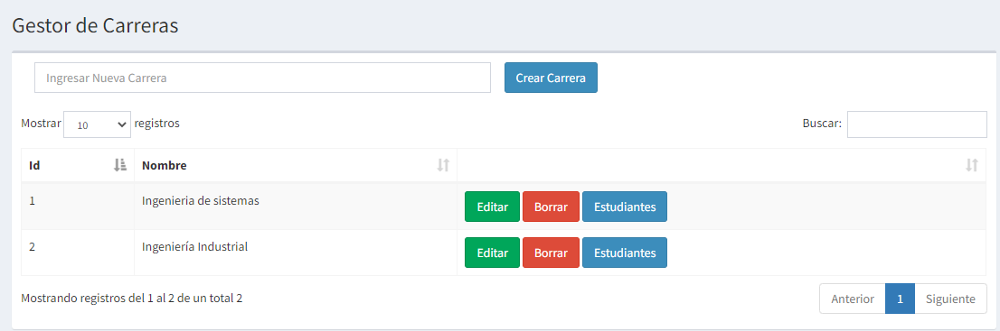 Gestor de Carreras
Ingresar Nueva Carrera Crear Carrera
Mostrar 10 registros Buscar:
Id Nombre
1 Ingenieria de sistemas Editar Borrar Estudiantes
2 Ingeniería Industrial Editar Borrar Estudiantes
Mostrando registros del 1 al 2 de un total 2 Anterior 1 Siguiente